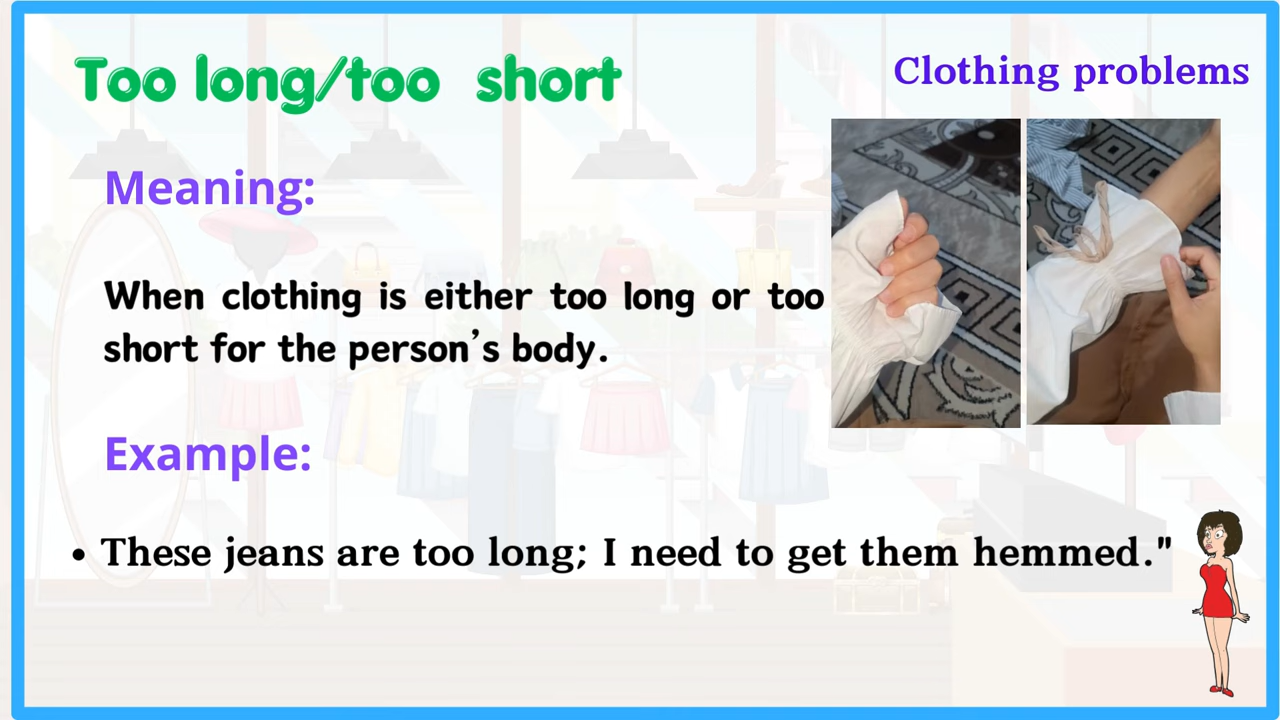 Too long/too short
Clothing problems
Meaning:
When clothing is either too long or too
short for the person's body.
Example:
• These jeans are too long; I need to get them hemmed."